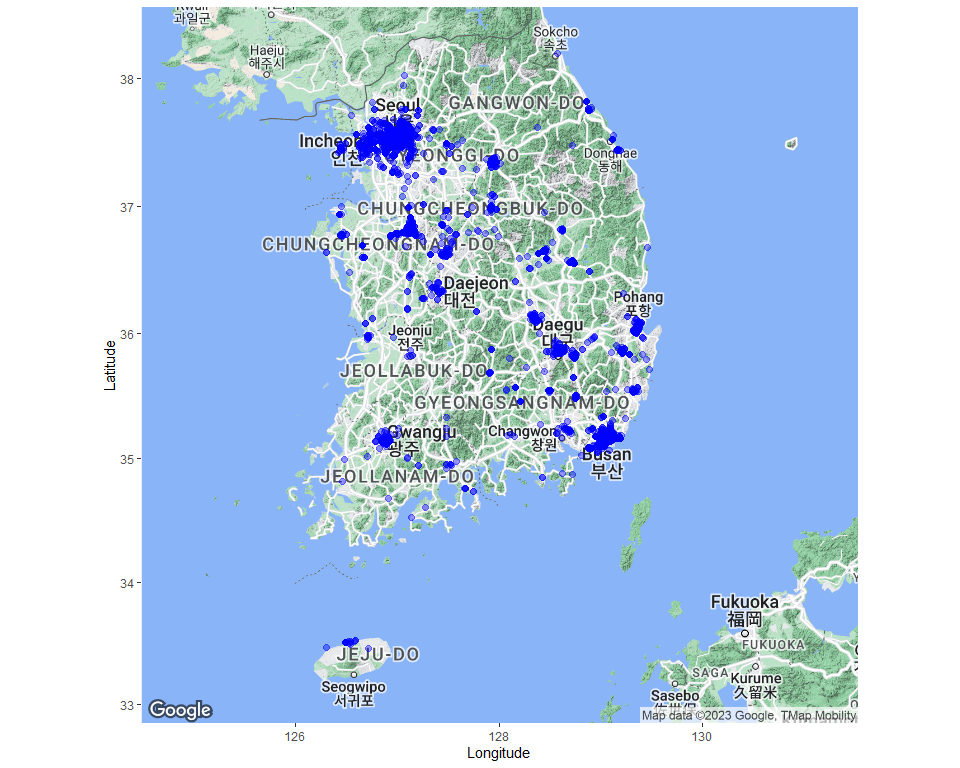 과일군
Sokcho
속초
Haeju
해주시
38
Seoul
GANGWON-DO
Incheon
인천
GYEONGGI-DO
Donghae
동해
37
CHUNGCHEONGBUK-DO
CHUNGCHEONGNAM-DO
Daejeon
대전
Pohang
포항
36
Daegu
대구
Jeonju
전주
Latitude
JEOLLABUK-DO
GYEONGSANGNAM-DO
Gwangju
광주
Changwon
창원
35
Busan
부산
JEOLLANAM-DO
34
Fukuoka
福岡
FUKUOKA
JEJU-DO
SAGA
Kurume
久留米
Seogwipo
서귀포
Sasebo
33
Google
Map data ©2023 Google, TMap Mobility
126
128
130
Longitude